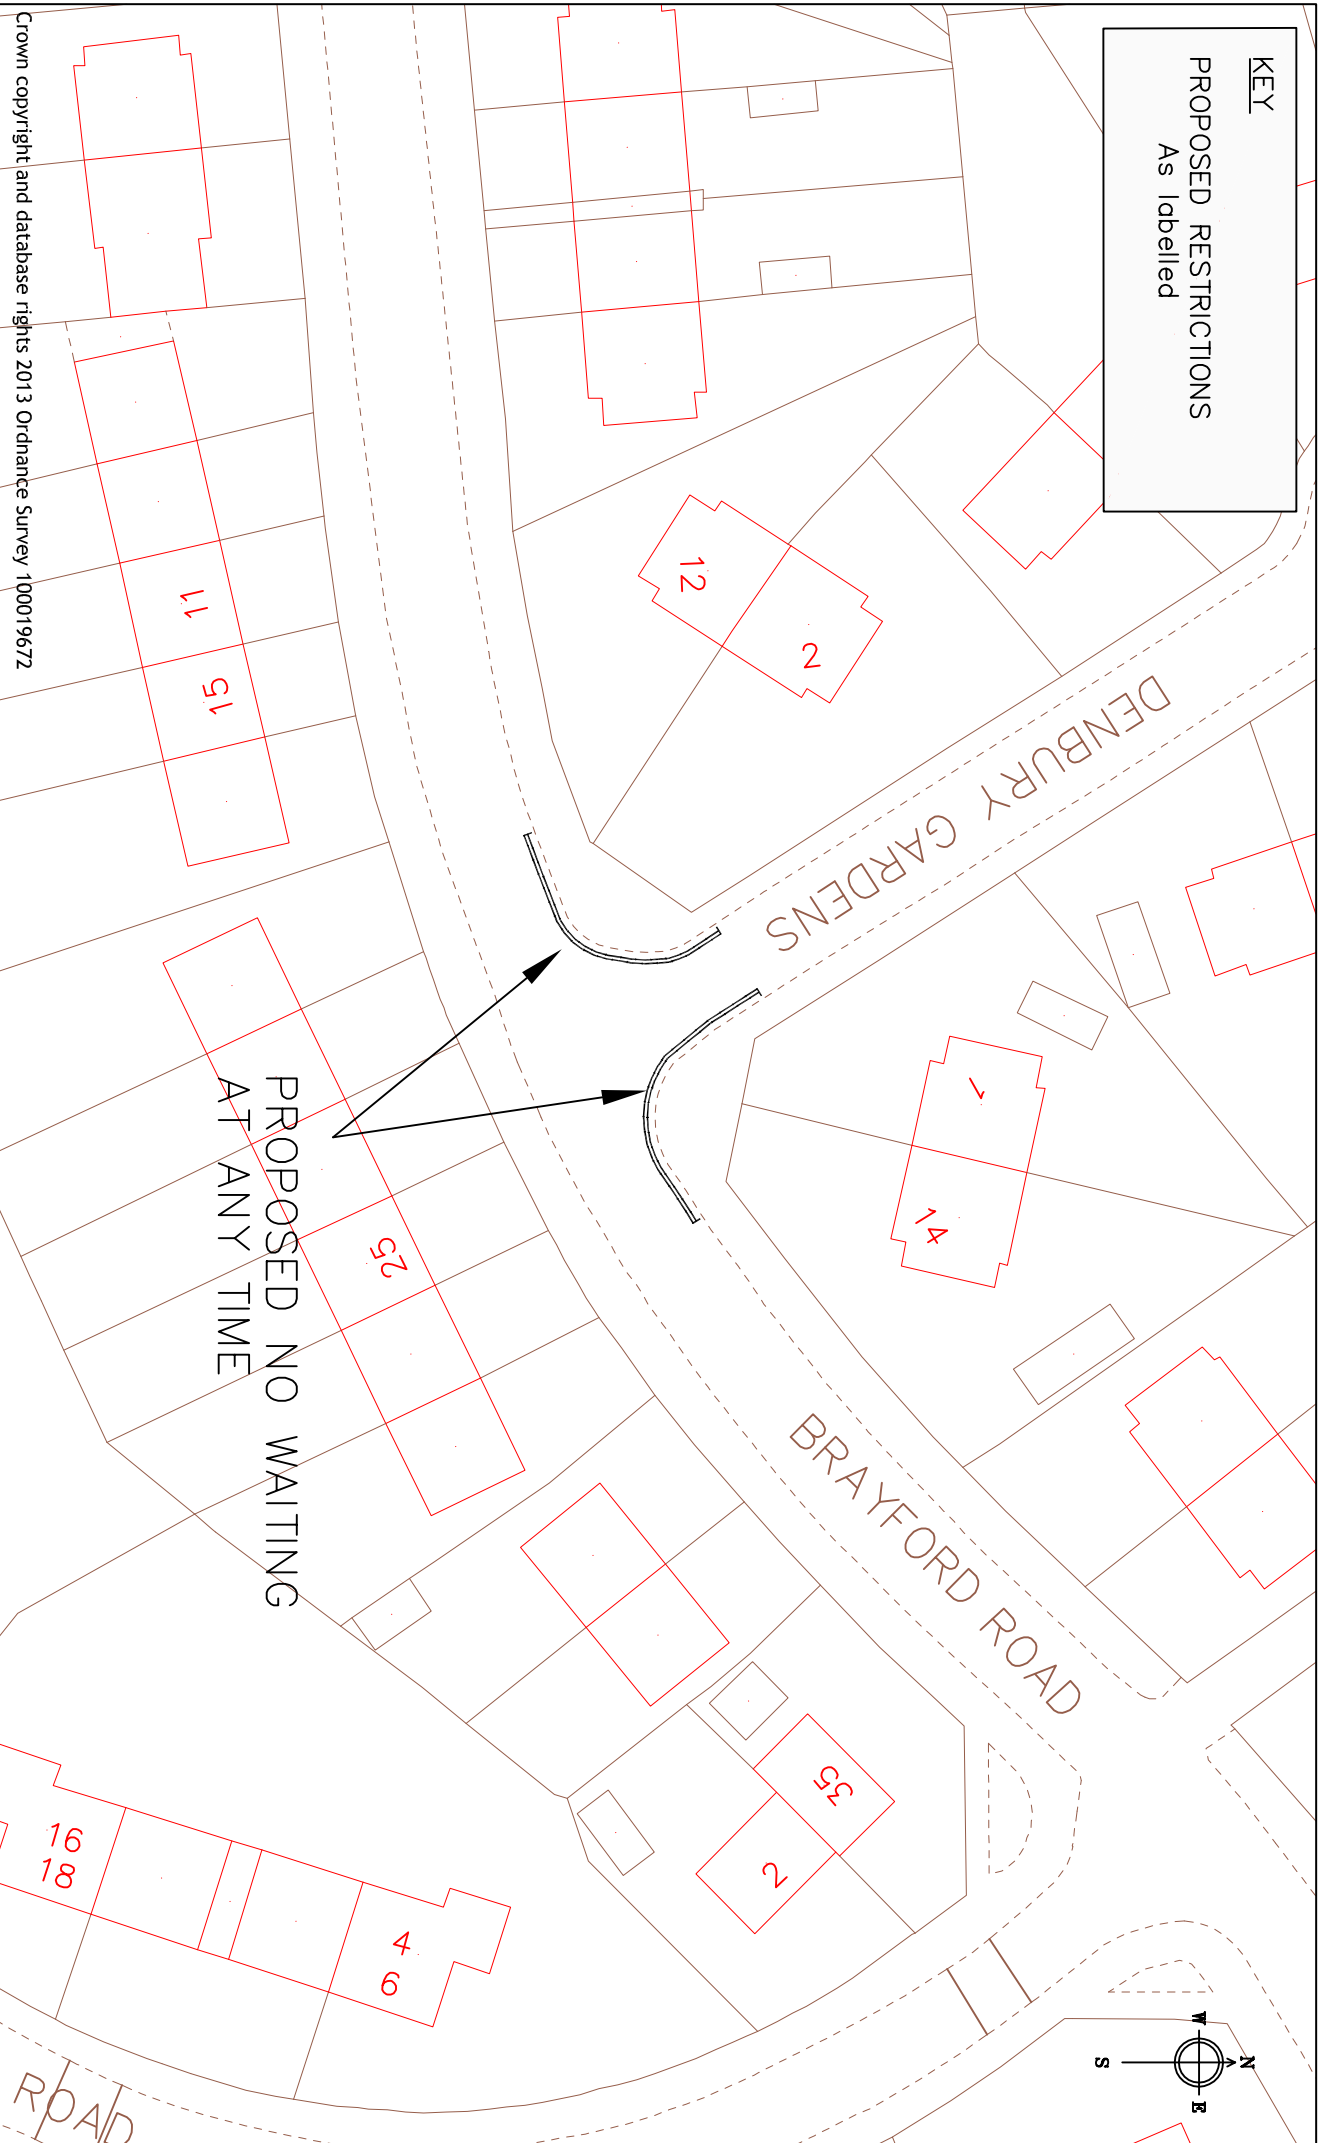 KEY
PROPOSED RESTRICTIONS
As labelled
DENBURY GARDENS
BRAYFORD ROAD
PROPOSED NO WAITING
AT ANY TIME
12
2
11
15
1
14
25
35
2
16
18
4
6
ROAD
N
W
E
S
Crown copyright and database rights 2013 Ordnance Survey 100019672